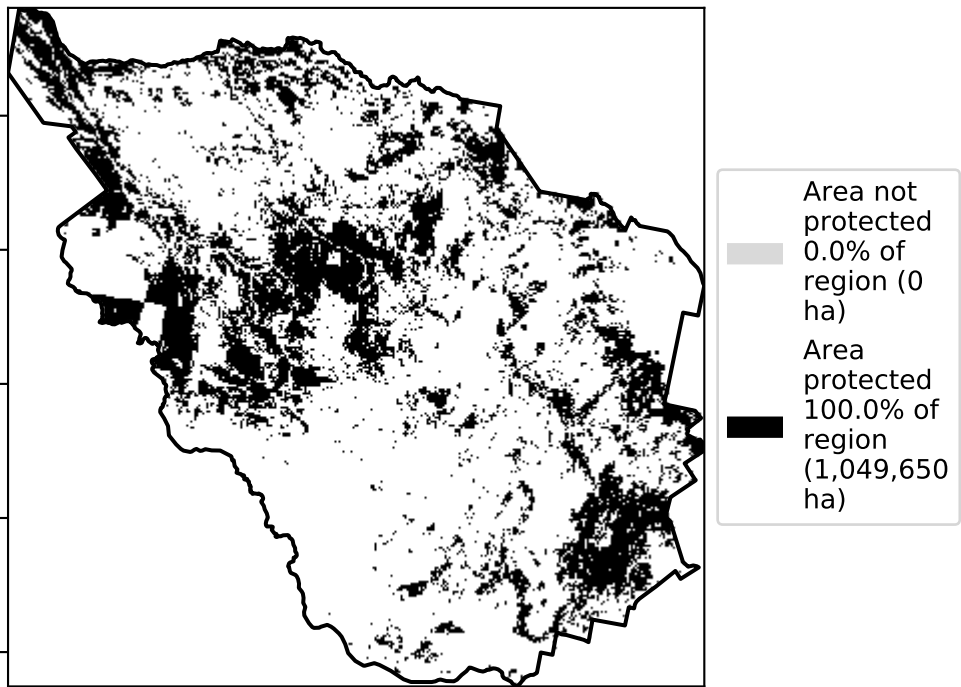 Area not
protected
0.0% of
region (0
ha)
Area
protected
100.0% of
region
(1,049,650
ha)